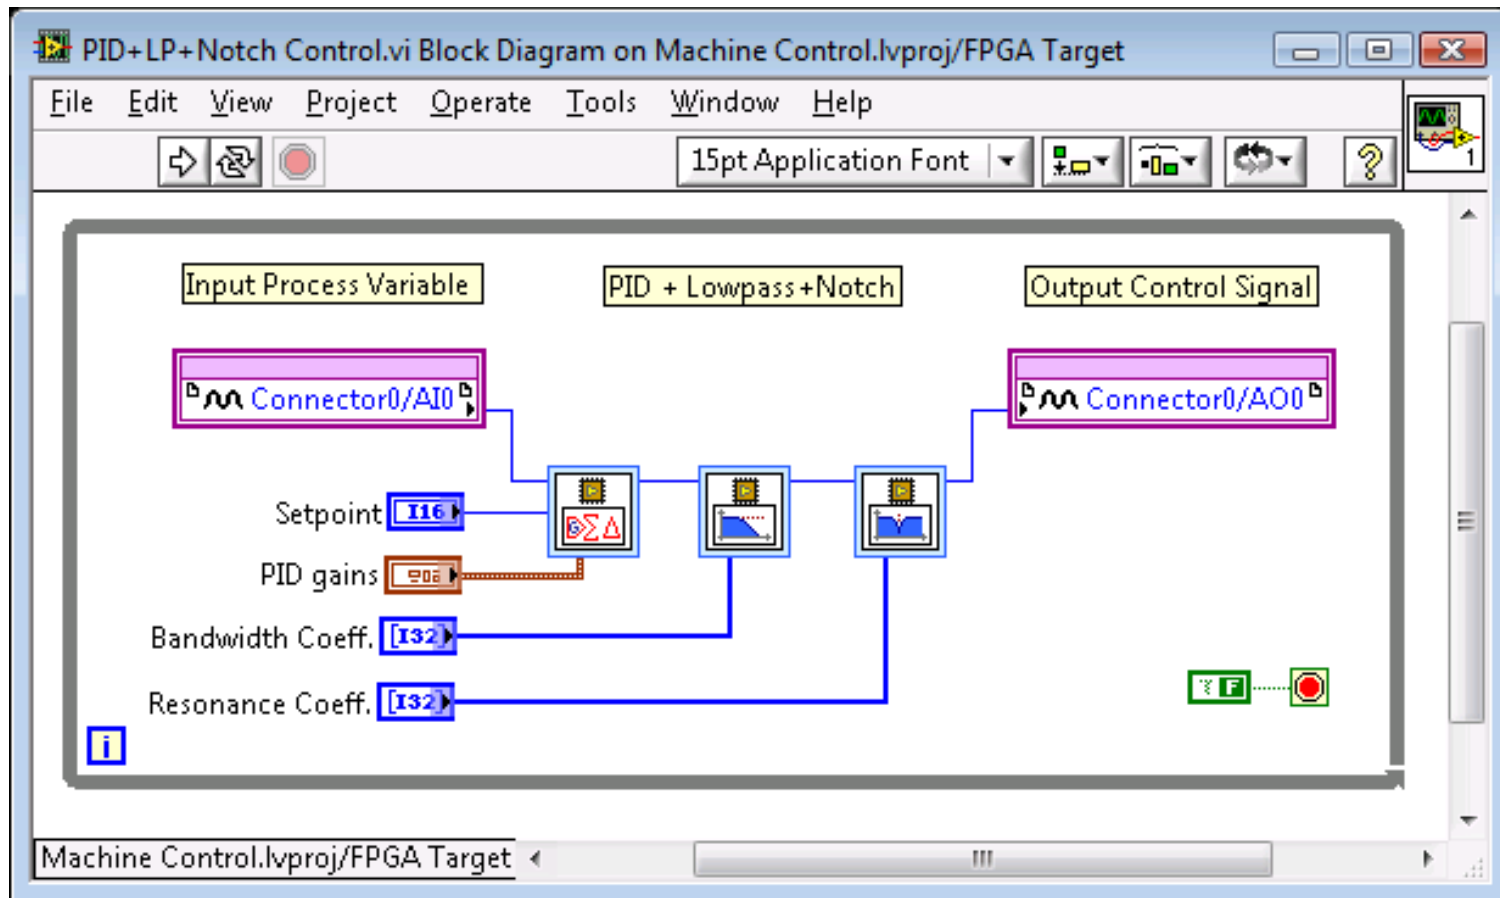 PID+LP+Notch Control.vi Block Diagram on Machine Control.lvproj/FPGA Target
File Edit View Project Operate Tools Window Help
15pt Application Font
1
Input Process Variable
PID + Lowpass+Notch
Output Control Signal
Connector0/AI0
Connector0/AO0
Setpoint I16
PID gains
Bandwidth Coeff. [I32]
Resonance Coeff. [I32]
F
i
Machine Control.lvproj/FPGA Target